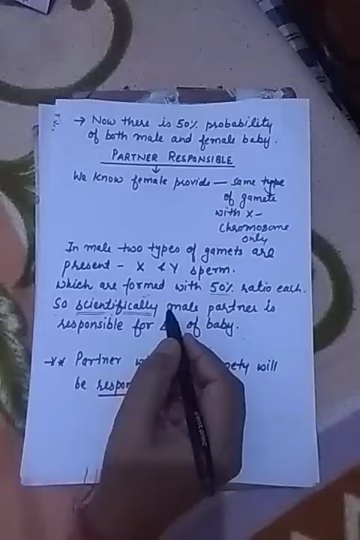 → Now there is 50% probability
of both male and female baby.
PARTNER RESPONSIBLE
We know female provide — same type
of gamete
with X-
chromosome
only
In male two types of gamets are
present - X & Y sperm.
which are formed with 50% ratio each.
So scientifically male partner is
responsible for of baby.
** Partner will
be